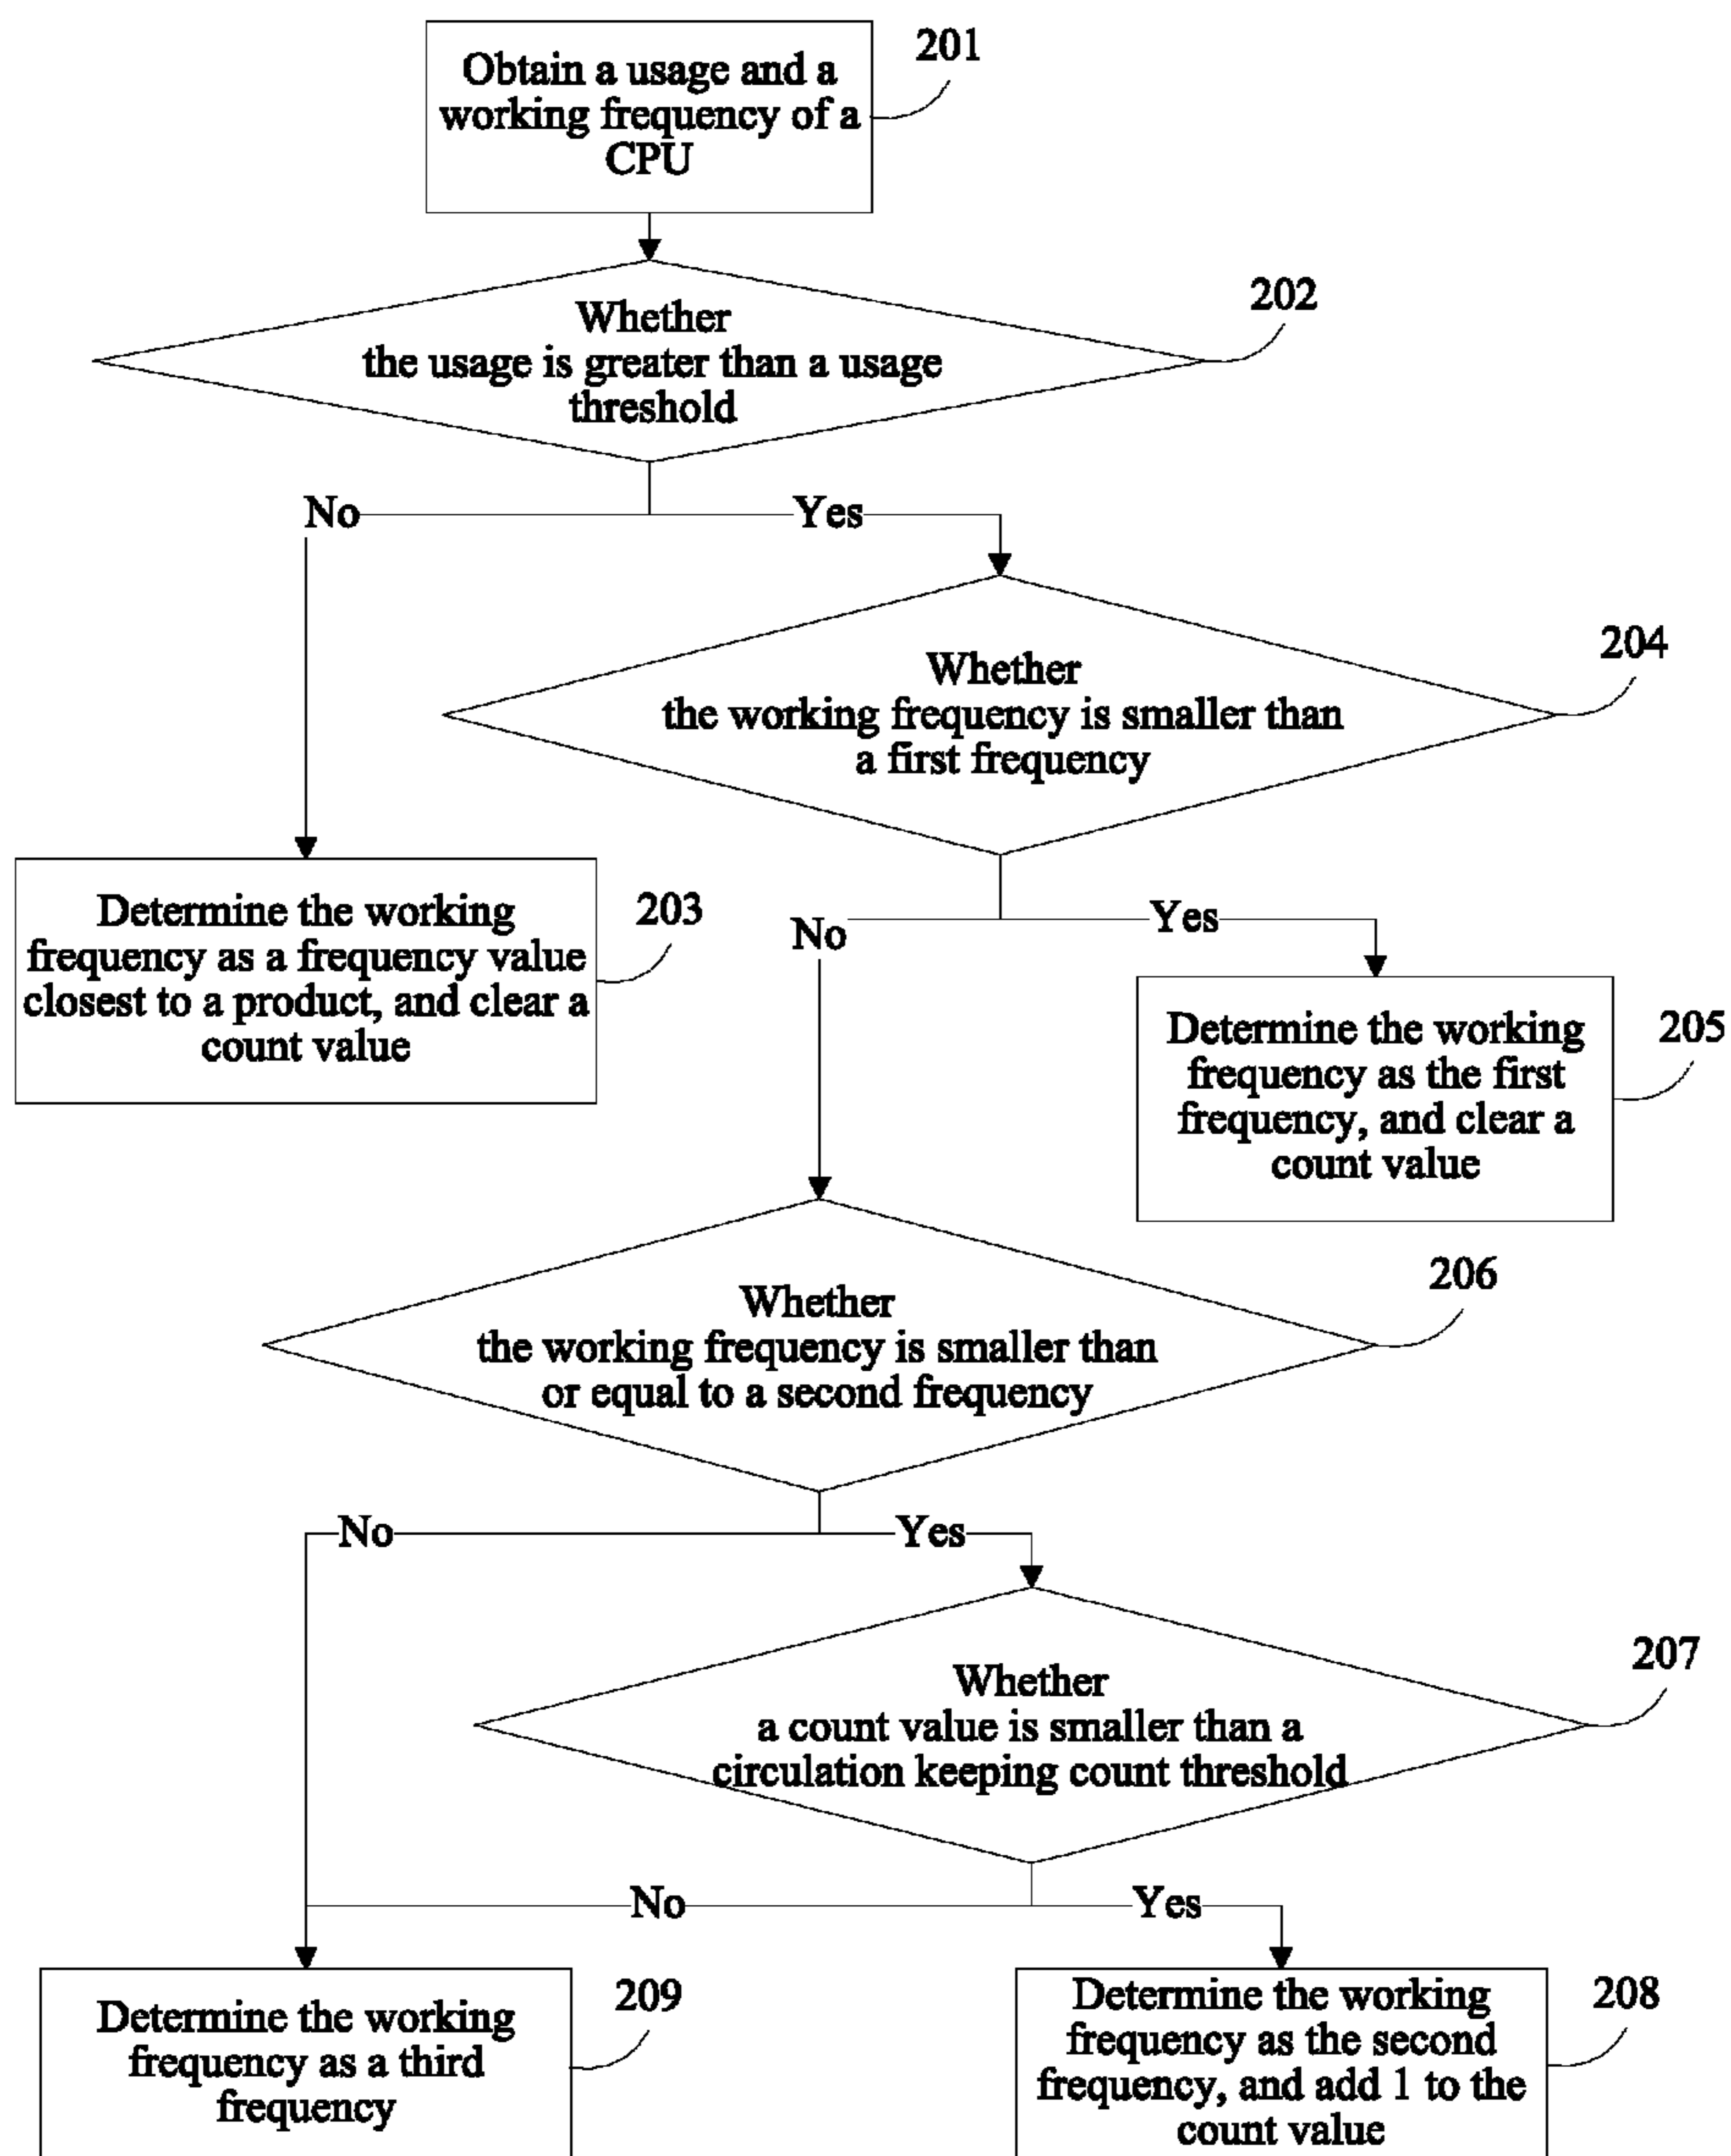 Obtain a usage and a
working frequency of a
CPU
201
Whether
the usage is greater than a usage
threshold
202
No
Yes
Whether
the working frequency is smaller than
a first frequency
204
Determine the working
frequency as a frequency value
closest to a product, and clear a
count value
203
No
Yes
Determine the working
frequency as the first
frequency, and clear a
count value
205
Whether
the working frequency is smaller than
or equal to a second frequency
206
No
Yes
Whether
a count value is smaller than a
circulation keeping count threshold
207
No
Yes
Determine the working
frequency as a third
frequency
209
Determine the working
frequency as the second
frequency, and add 1 to the
count value
208